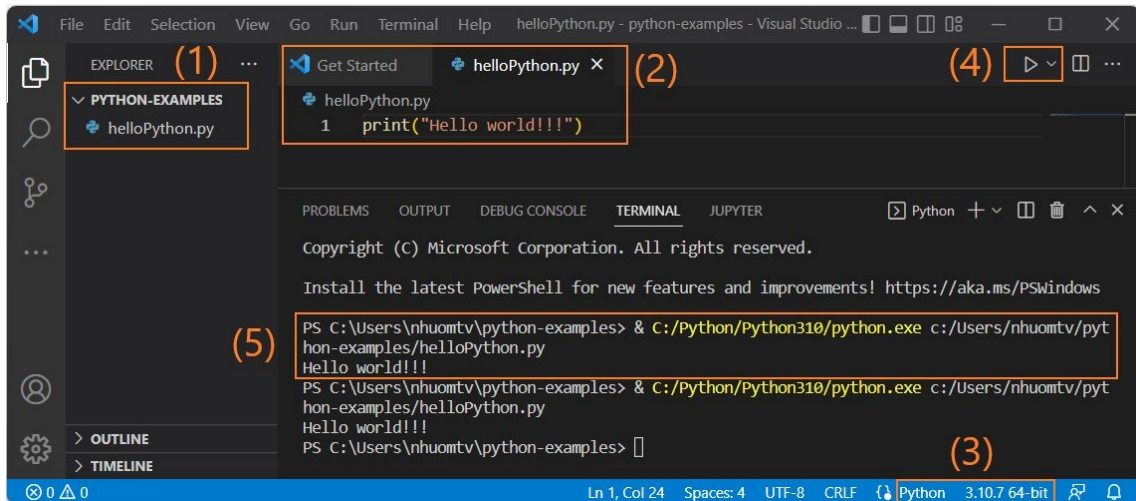 File Edit Selection View Go Run Terminal Help helloPython.py - python-examples - Visual Studio ...
EXPLORER (1) ...
PYTHON-EXAMPLES
helloPython.py
Get Started helloPython.py (2)
(4)
helloPython.py
1 print("Hello world!!!")
PROBLEMS OUTPUT DEBUG CONSOLE TERMINAL JUPYTER Python
Copyright (C) Microsoft Corporation. All rights reserved.
Install the latest PowerShell for new features and improvements! https://aka.ms/PSWindows
(5)
PS C:\Users\nhuomtv\python-examples> & C:/Python/Python310/python.exe c:/Users/nhuomtv/pyt
hon-examples/helloPython.py
Hello world!!!
PS C:\Users\nhuomtv\python-examples> & C:/Python/Python310/python.exe c:/Users/nhuomtv/pyt
hon-examples/helloPython.py
Hello world!!!
PS C:\Users\nhuomtv\python-examples>
OUTLINE
TIMELINE
(3)
0 0 Ln 1, Col 24 Spaces: 4 UTF-8 CRLF Python 3.10.7 64-bit